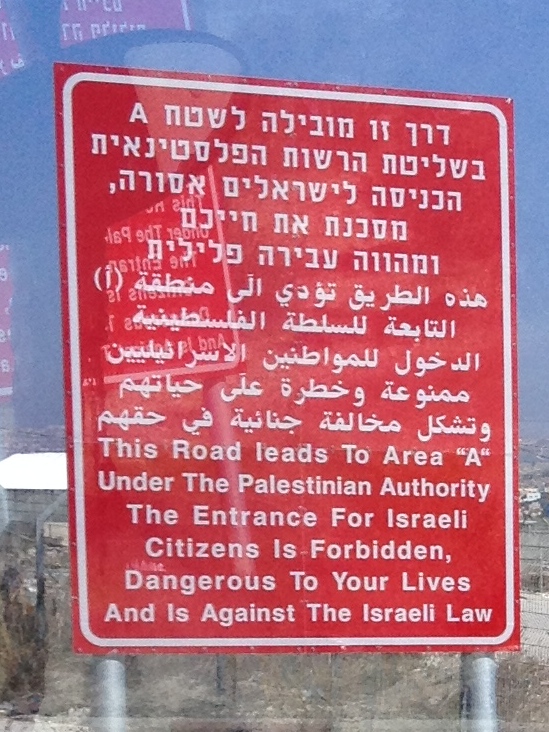 דרך זו מובילה לשטח A
בשליטת הרשות הפלסטינאית
הכניסה לישראלים אסורה,
מסכנת את חייכם
ומהווה עבירה פלילית
هذه الطريق تؤدي الى منطقة (أ)
التابعة للسلطة الفلسطينية
الدخول للمواطنين الاسرائيليين
ممنوعة وخطرة على حياتهم
وتشكل مخالفة جنائية في حقهم
This Road leads To Area “A“
Under The Palestinian Authority
The Entrance For Israeli
Citizens Is Forbidden,
Dangerous To Your Lives
And Is Against The Israeli Law